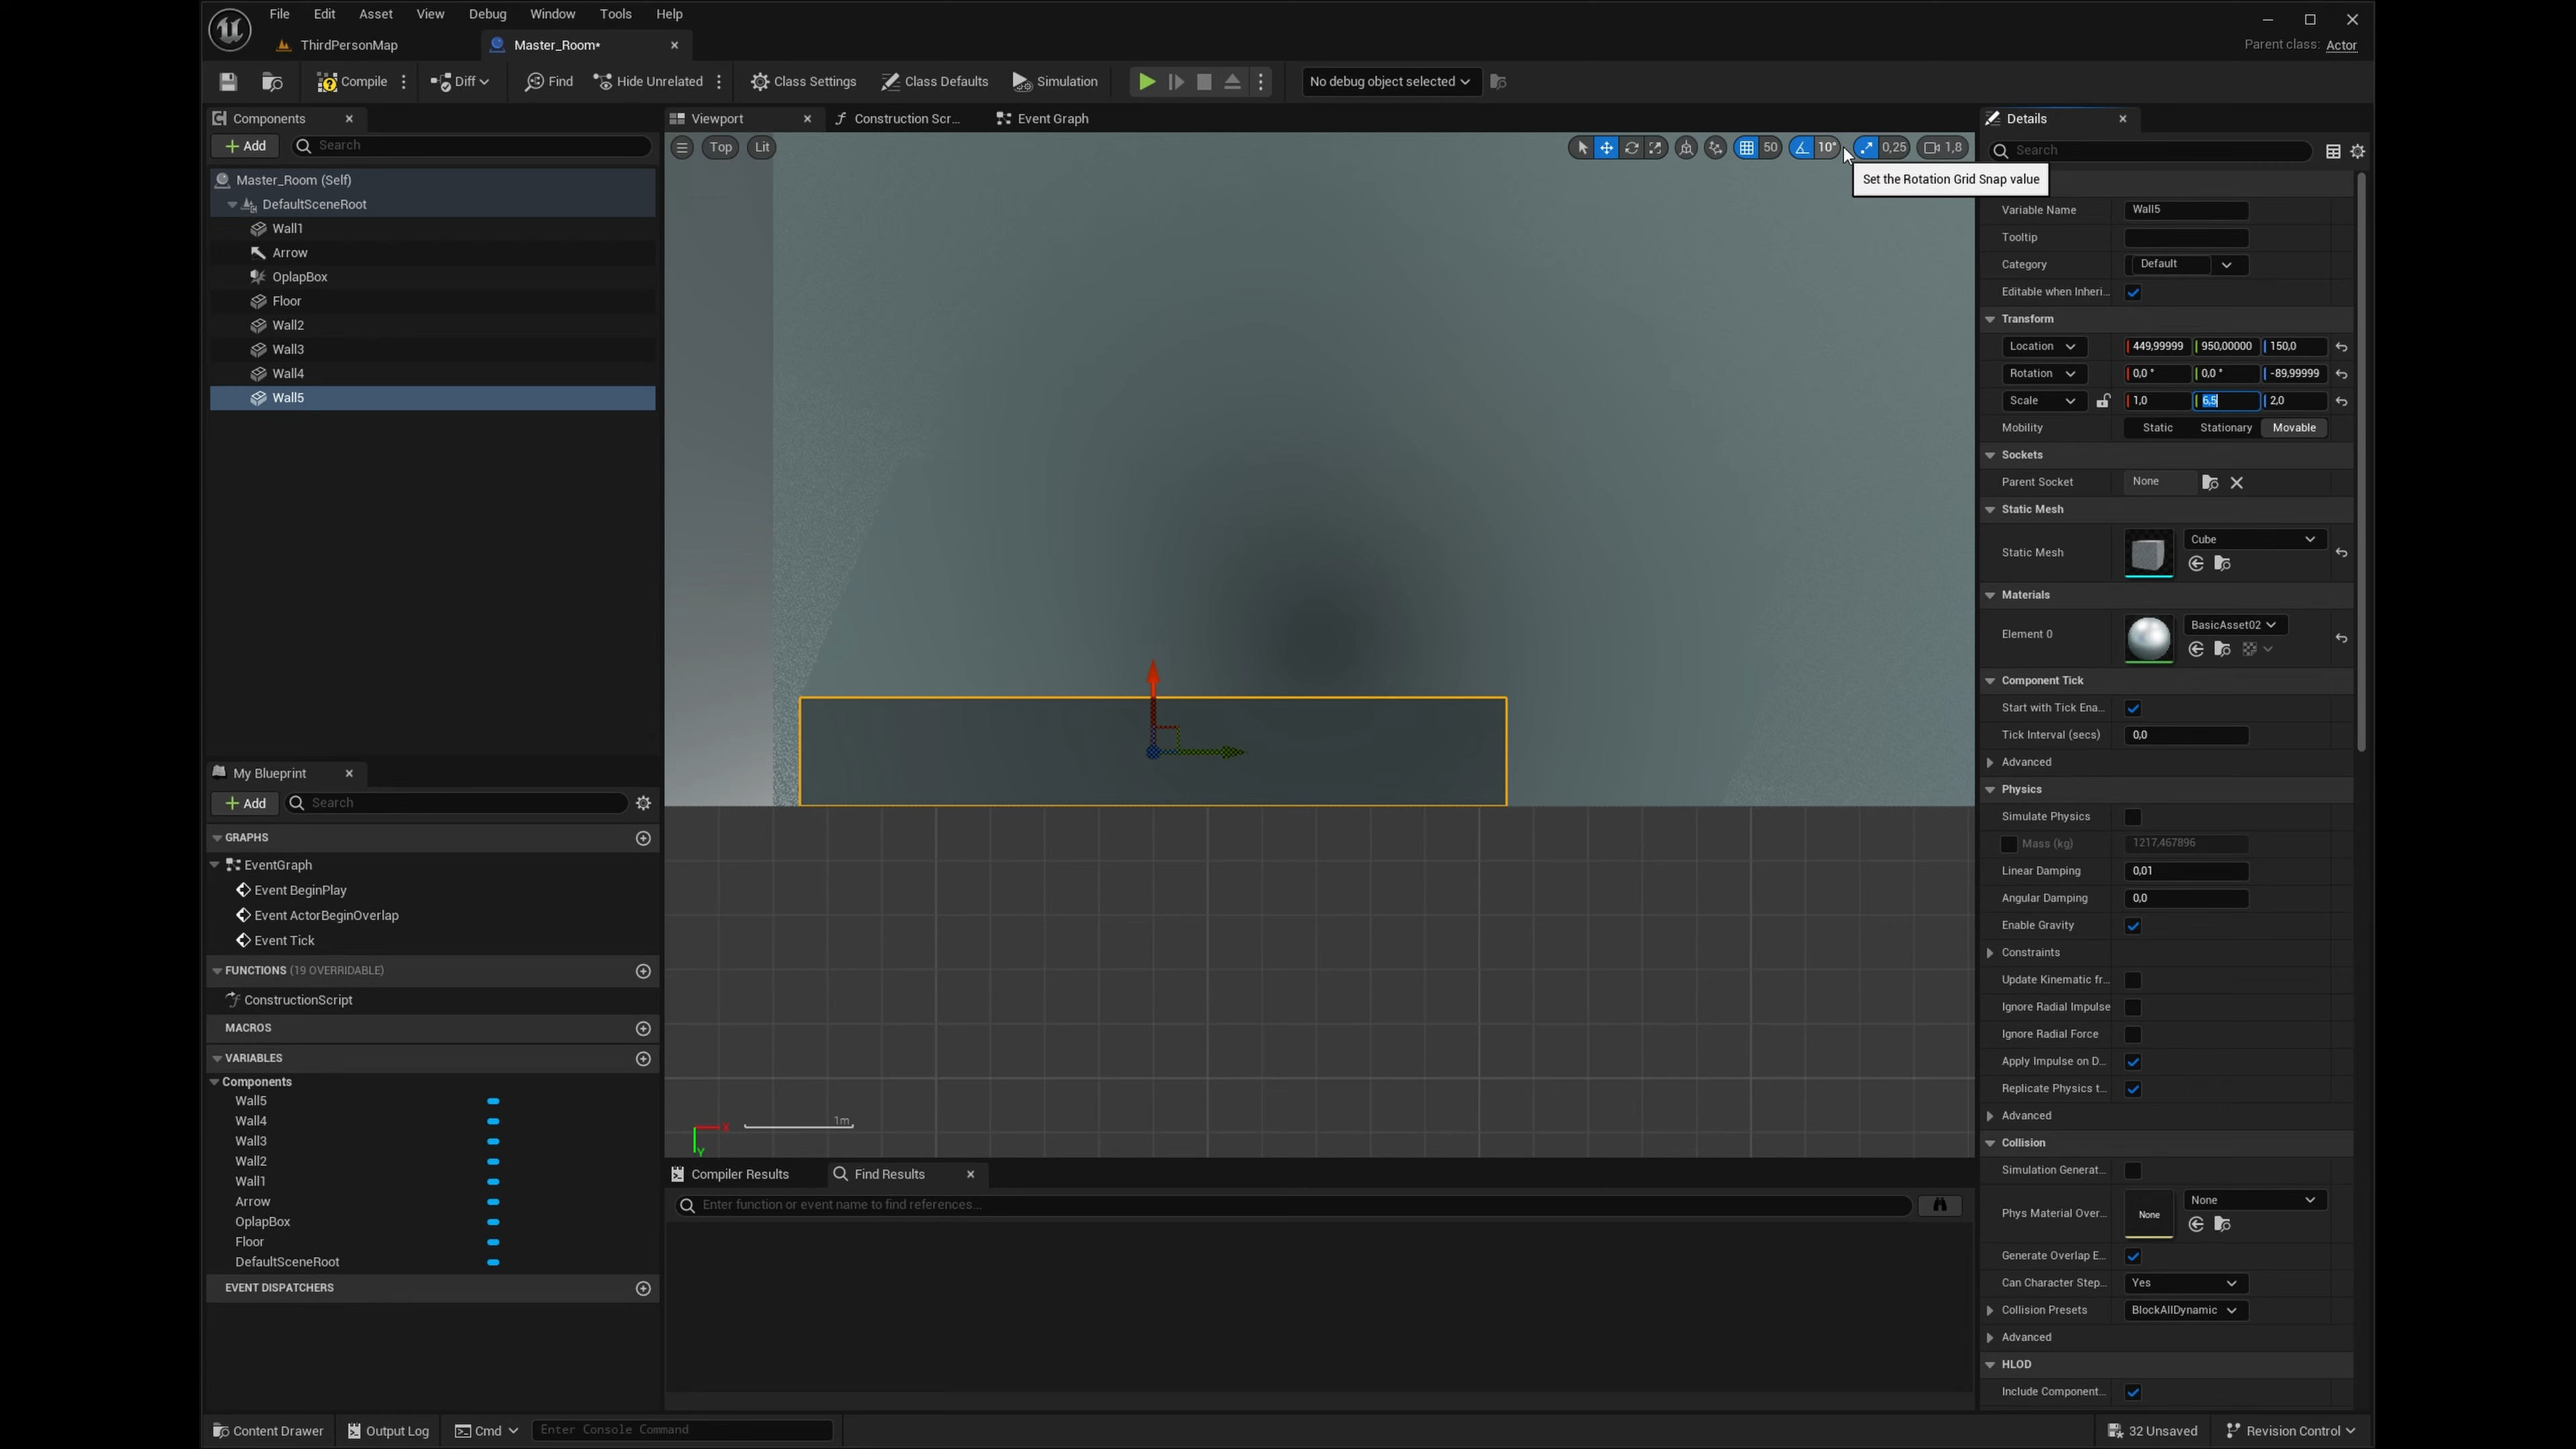 File Edit Asset View Debug Window Tools Help
ThirdPersonMap
Master_Room*
Parent class: Actor
Compile
Diff
Find
Hide Unrelated
Class Settings
Class Defaults
Simulation
No debug object selected
Components
Add
Search
Master_Room (Self)
DefaultSceneRoot
Wall1
Arrow
OplapBox
Floor
Wall2
Wall3
Wall4
Wall5
My Blueprint
Add
Search
GRAPHS
EventGraph
Event BeginPlay
Event ActorBeginOverlap
Event Tick
FUNCTIONS (19 OVERRIDABLE)
ConstructionScript
MACROS
VARIABLES
Components
Wall5
Wall4
Wall3
Wall2
Wall1
Arrow
OplapBox
Floor
DefaultSceneRoot
EVENT DISPATCHERS
Viewport
Construction Scr...
Event Graph
Top
Lit
50
10°
0,25
1,8
Set the Rotation Grid Snap value
1m
X
Y
Compiler Results
Find Results
Enter function or event name to find references...
Details
Search
Variable Name Wall5
Tooltip
Category Default
Editable when Inheri...
Transform
Location 449,99999 950,00000 150,0
Rotation 0,0 ° 0,0 ° -89,99999
Scale 1,0 6,5 2,0
Mobility Static Stationary Movable
Sockets
Parent Socket None
Static Mesh
Static Mesh Cube
Materials
Element 0 BasicAsset02
Component Tick
Start with Tick Ena...
Tick Interval (secs) 0,0
Advanced
Physics
Simulate Physics
Mass (kg) 1217,467896
Linear Damping 0,01
Angular Damping 0,0
Enable Gravity
Constraints
Update Kinematic fr...
Ignore Radial Impulse
Ignore Radial Force
Apply Impulse on D...
Replicate Physics t...
Advanced
Collision
Simulation Generat...
Phys Material Over... None None
Generate Overlap E...
Can Character Step... Yes
Collision Presets BlockAllDynamic
Advanced
HLOD
Include Component...
Content Drawer
Output Log
Cmd
Enter Console Command
32 Unsaved
Revision Control